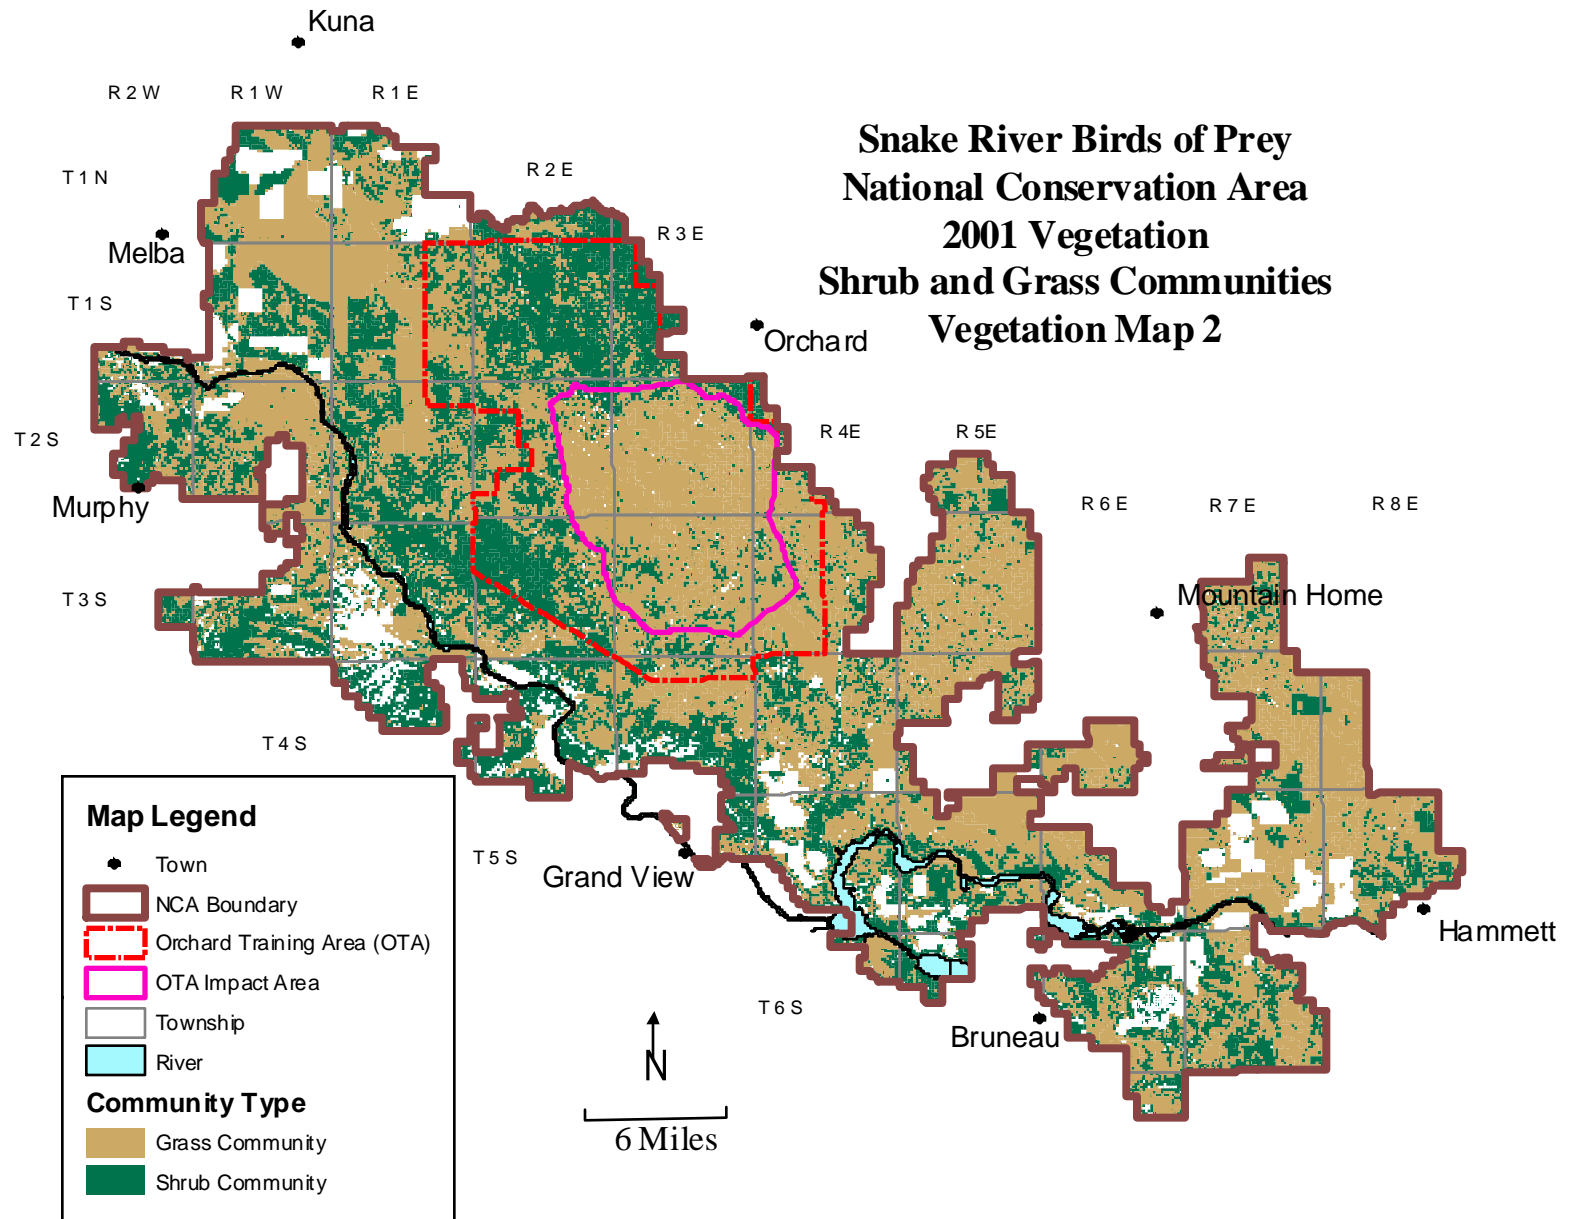 Kuna
R 2 W
R 1 W
R 1 E
Snake River Birds of Prey
National Conservation Area
2001 Vegetation
Shrub and Grass Communities
Vegetation Map 2
T 1 N
R 2 E
R 3 E
Melba
T 1 S
Orchard
T 2 S
R 4E
R 5E
Murphy
R 6 E
R 7 E
R 8 E
T 3 S
Mountain Home
T 4 S
Map Legend
Town
NCA Boundary
Orchard Training Area (OTA)
OTA Impact Area
Township
River
Community Type
Grass Community
Shrub Community
T 5 S
Grand View
Hammett
T 6 S
Bruneau
N
6 Miles